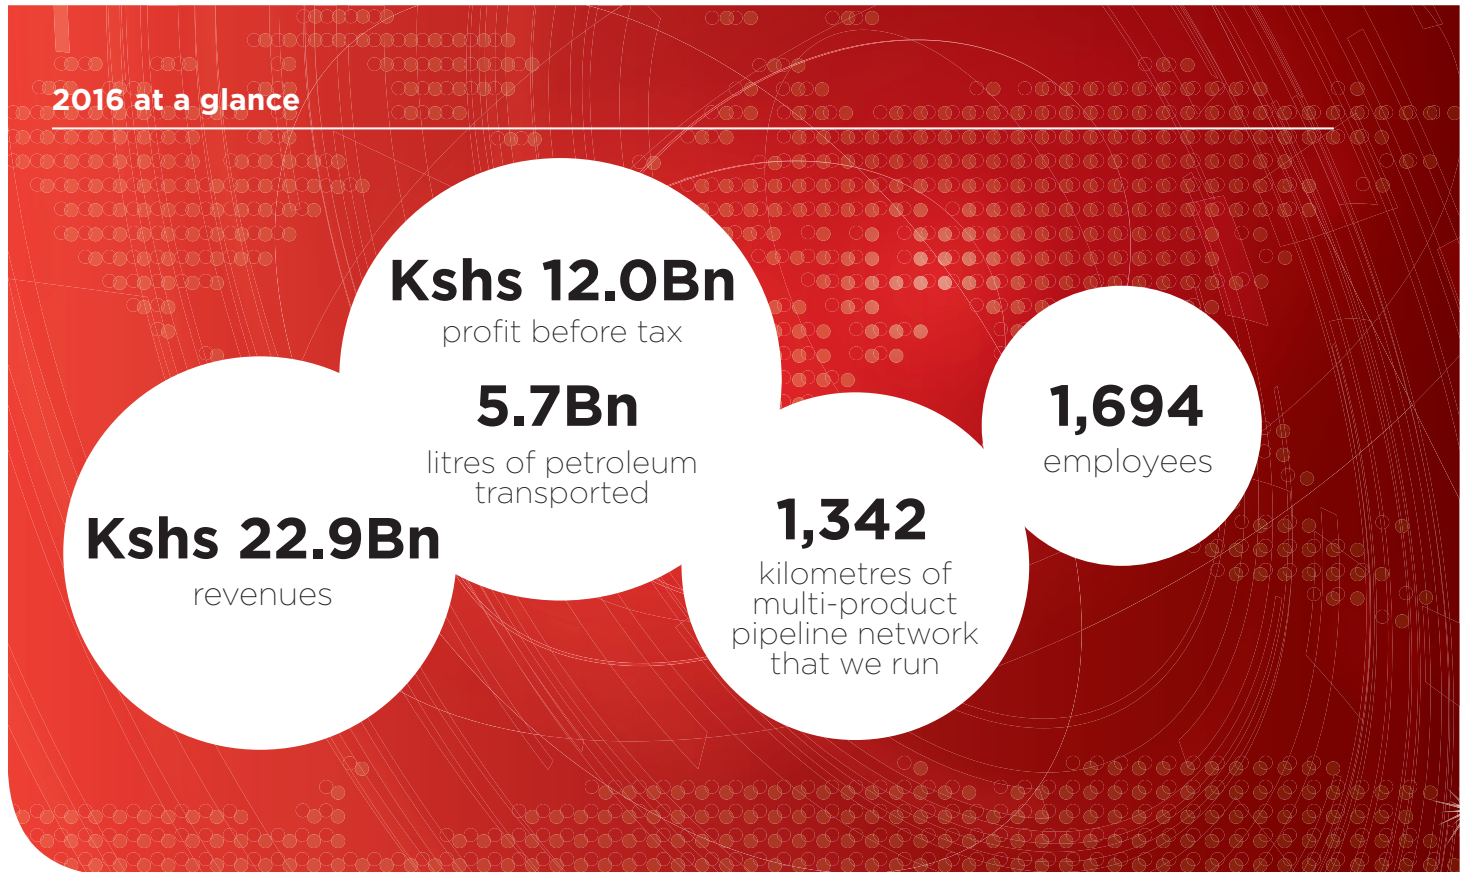 2016 at a glance
Kshs 12.0Bn
profit before tax
5.7Bn
litres of petroleum
transported
Kshs 22.9Bn
revenues
1,342
kilometres of
multi-product
pipeline network
that we run
1,694
employees